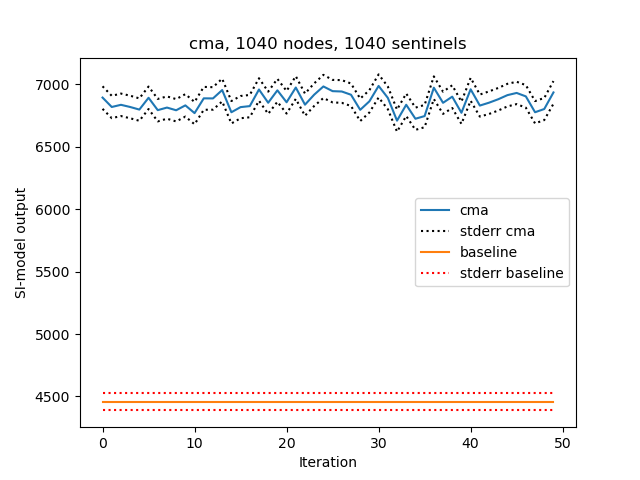 cma, 1040 nodes, 1040 sentinels
SI-model output
7000
6500
6000
5500
5000
4500
cma
stderr cma
baseline
stderr baseline
0 10 20 30 40 50
Iteration